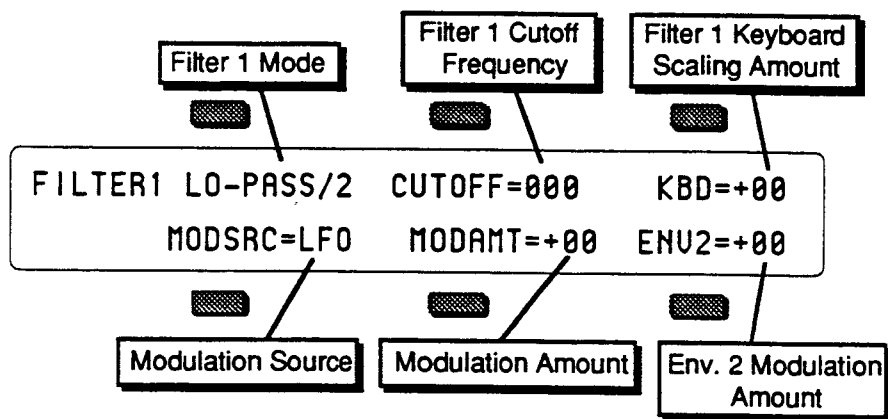 Filter 1 Mode
Filter 1 Cutoff
Frequency
Filter 1 Keyboard
Scaling Amount
FILTER1 LO-PASS/2 CUTOFF=000 KBD=+00
MODSRC=LFO MODAMT=+00 ENV2=+00
Modulation Source
Modulation Amount
Env. 2 Modulation
Amount